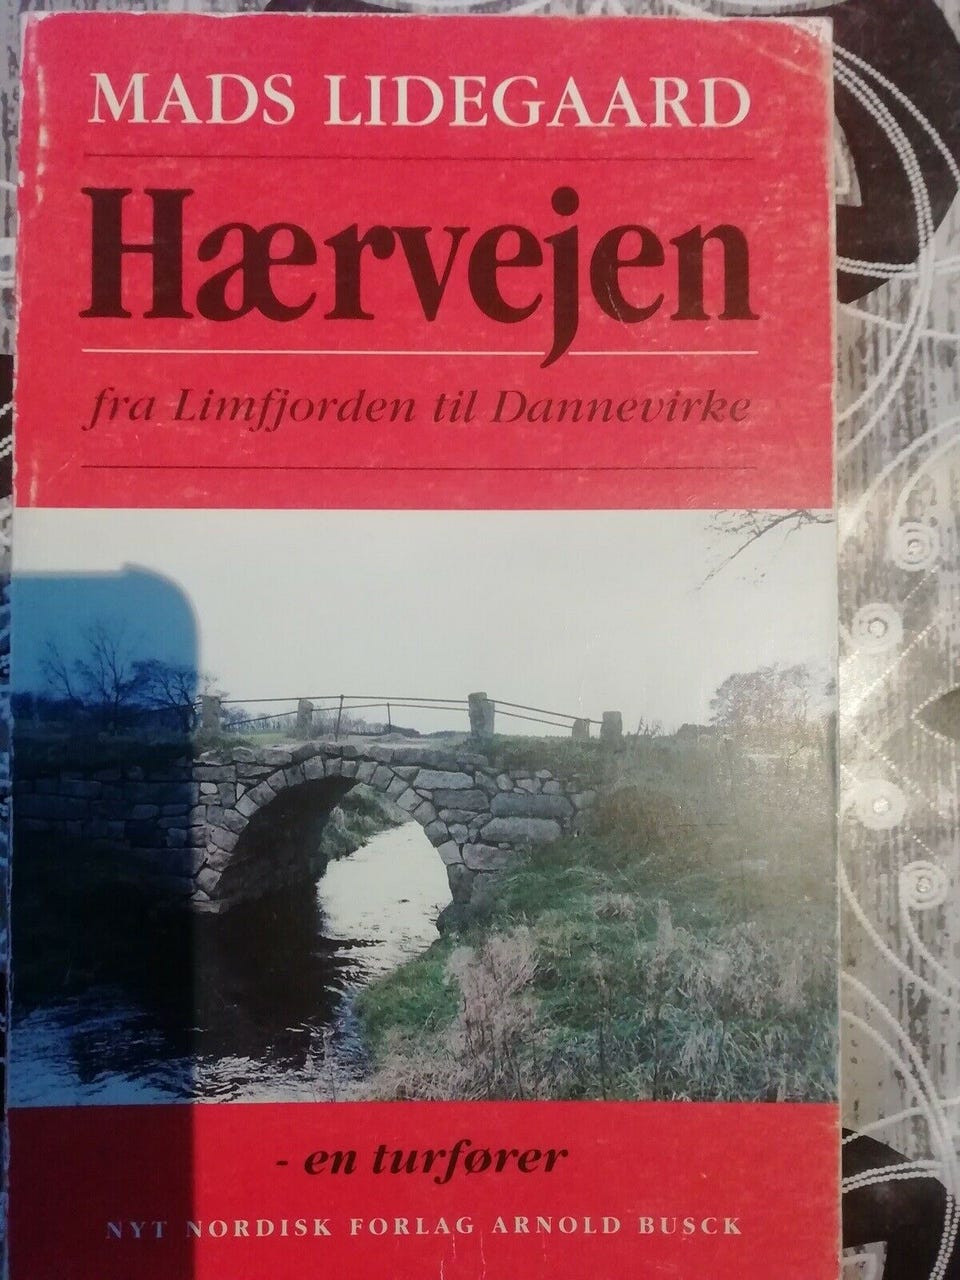 MADS LIDEGAARD
Hærvejen
fra Limfjorden til Dannevirke
- en turfører
NYT NORDISK FORLAG ARNOLD BUSCK